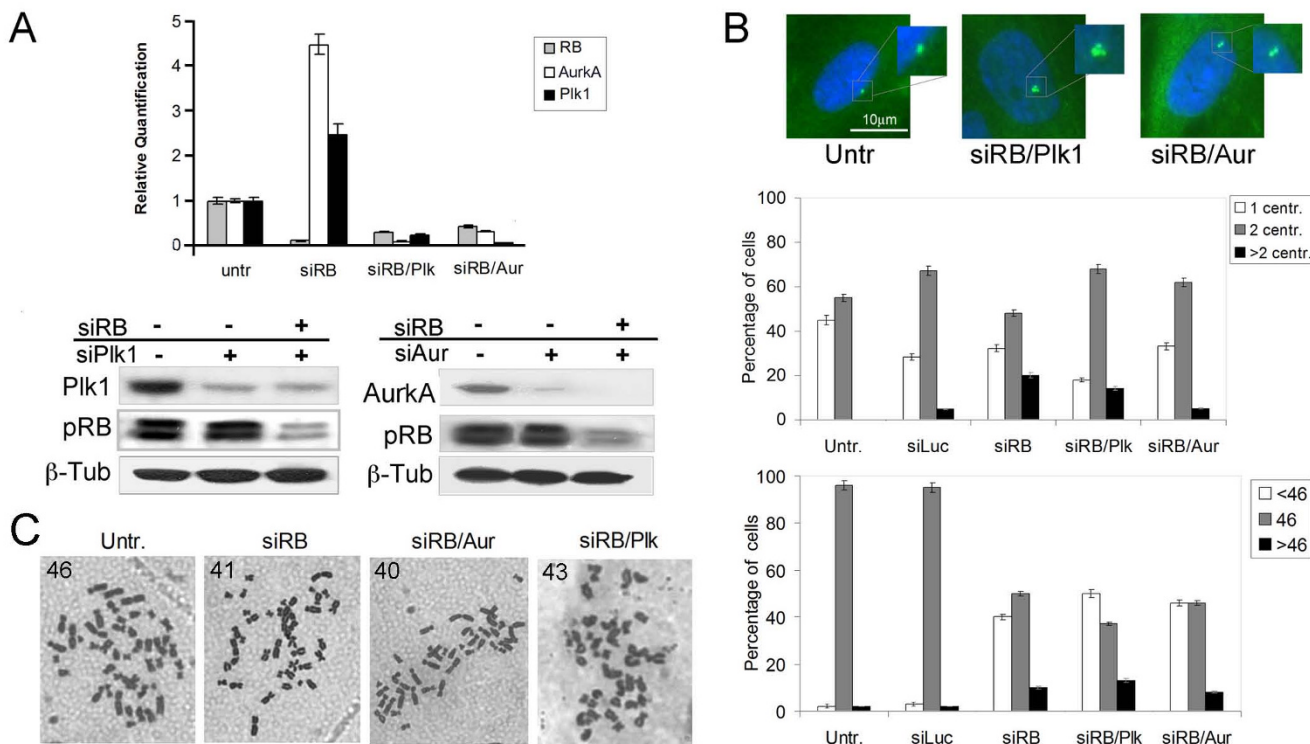 A
Relative Quantification
5
4
3
2
1
0
untr siRB siRB/Plk siRB/Aur
RB
AurkA
Plk1
siRB - - +
siPlk1 - + +
Plk1
pRB
β-Tub
siRB - - +
siAur - + +
AurkA
pRB
β-Tub
B
10μm
Untr siRB/Plk1 siRB/Aur
Percentage of cells
100
80
60
40
20
0
Untr. siLuc siRB siRB/Plk siRB/Aur
1 centr.
2 centr.
>2 centr.
Percentage of cells
100
80
60
40
20
0
Untr. siLuc siRB siRB/Plk siRB/Aur
<46
46
>46
C
Untr. siRB siRB/Aur siRB/Plk
46 41 40 43